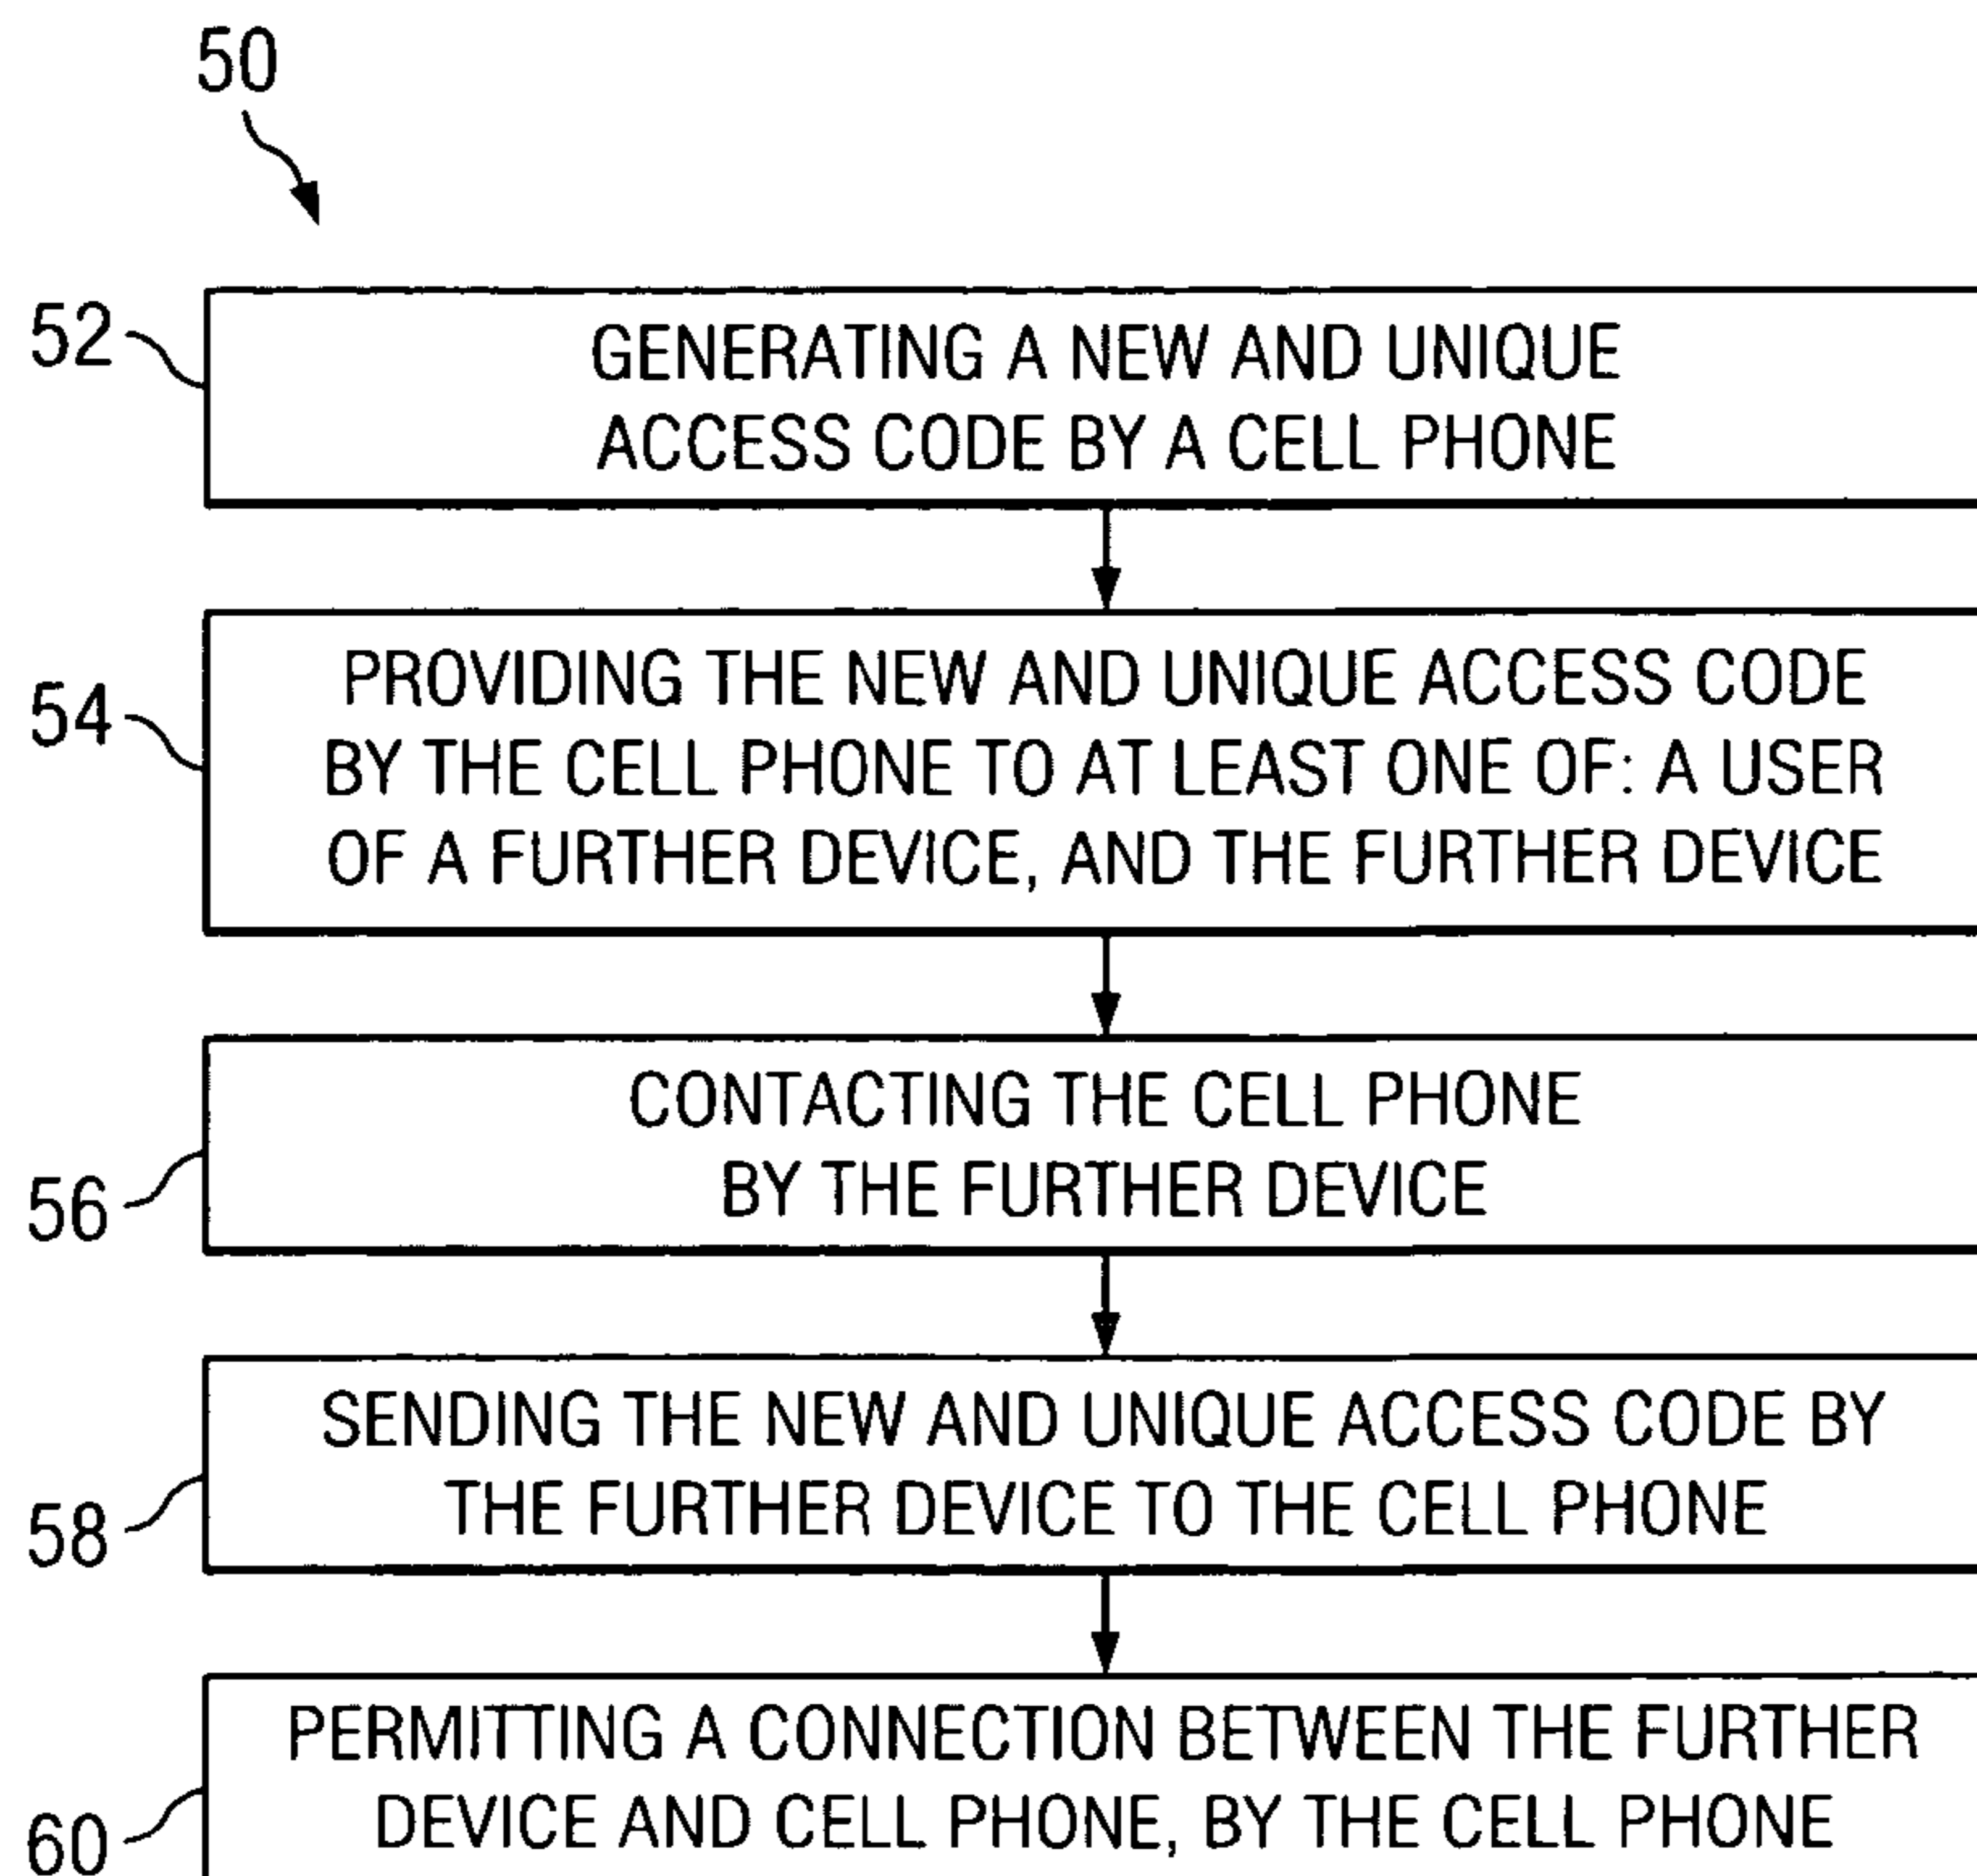 50
52
GENERATING A NEW AND UNIQUE
ACCESS CODE BY A CELL PHONE
54
PROVIDING THE NEW AND UNIQUE ACCESS CODE
BY THE CELL PHONE TO AT LEAST ONE OF: A USER
OF A FURTHER DEVICE, AND THE FURTHER DEVICE
56
CONTACTING THE CELL PHONE
BY THE FURTHER DEVICE
58
SENDING THE NEW AND UNIQUE ACCESS CODE BY
THE FURTHER DEVICE TO THE CELL PHONE
60
PERMITTING A CONNECTION BETWEEN THE FURTHER
DEVICE AND CELL PHONE, BY THE CELL PHONE